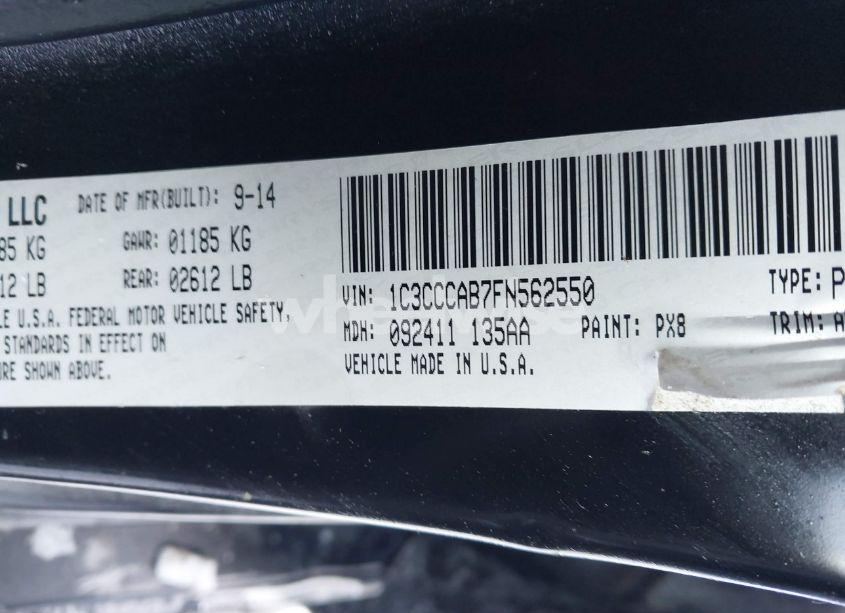 LLC DATE OF MFR(BUILT): 9-14
85 KG GAWR: 01185 KG
12 LB REAR: 02612 LB
LE U.S.A. FEDERAL MOTOR VEHICLE SAFETY,
STANDARDS IN EFFECT ON
URE SHOWN ABOVE.
VIN: 1C3CCCAB7FN562550 TYPE: P
MDH: 092411 135AA PAINT: PX8 TRIM: A
VEHICLE MADE IN U.S.A.